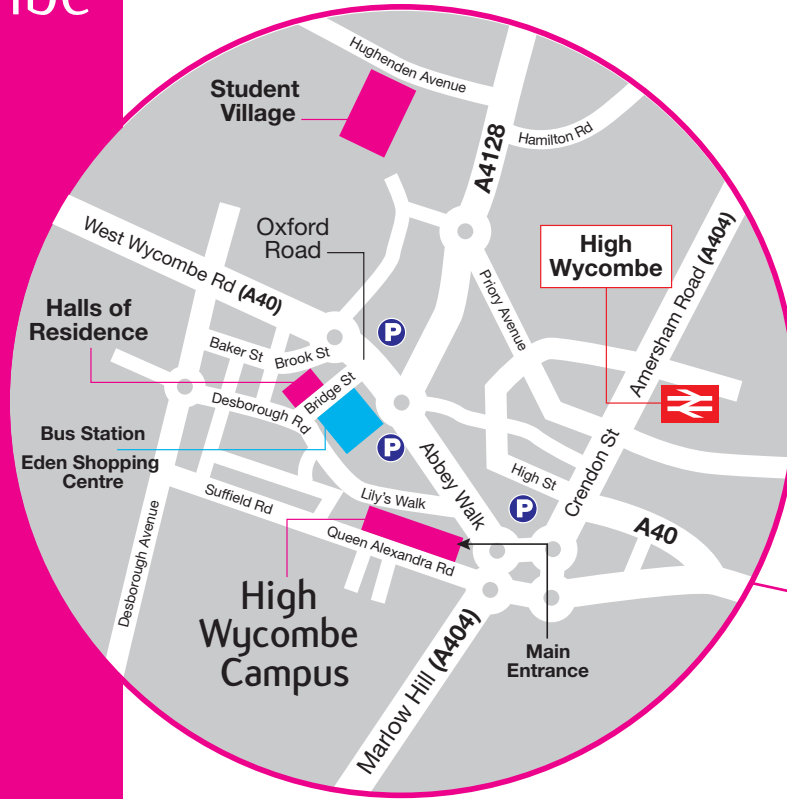 Hughenden Avenue
Student
Village
A4128
Hamilton Rd
West Wycombe Rd (A40)
Oxford
Road
High
Wycombe
Amersham Road (A404)
Priory Avenue
Halls of
Residence
Baker St
Brook St
Bridge St
Desborough Rd
P
P
P
Bus Station
Eden Shopping
Centre
Abbey Walk
High St
Crendon St
Suffield Rd
Lily's Walk
A40
Queen Alexandra Rd
Desborough Avenue
High
Wycombe
Campus
Main
Entrance
Marlow Hill (A404)